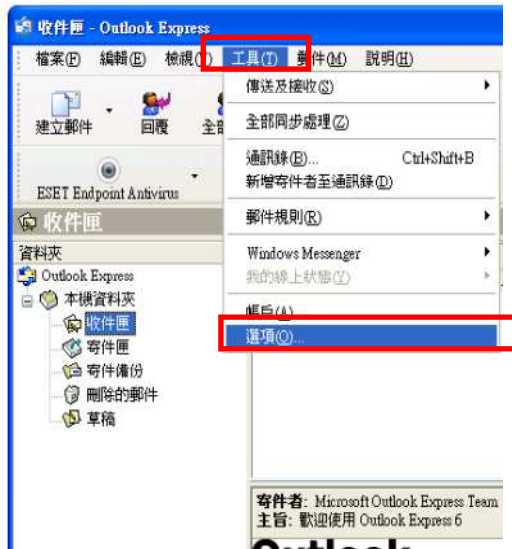 收件匣 - Outlook Express
檔案(F) 編輯(E) 檢視(V) 工具(T) 郵件(M) 說明(H)
建立郵件 回覆
ESET Endpoint Antivirus
傳送及接收(S)
全部同步處理(Z)
通訊錄(B)... Ctrl+Shift+B
新增寄件者至通訊錄(D)
郵件規則(R)
Windows Messenger
我的線上狀態(Y)
帳戶(A)...
選項(O)...
收件匣
資料夾
Outlook Express
本機資料夾
收件匣
寄件匣
寄件備份
刪除的郵件
草稿
寄件者: Microsoft Outlook Express Team
主旨: 歡迎使用 Outlook Express 6
Outlook